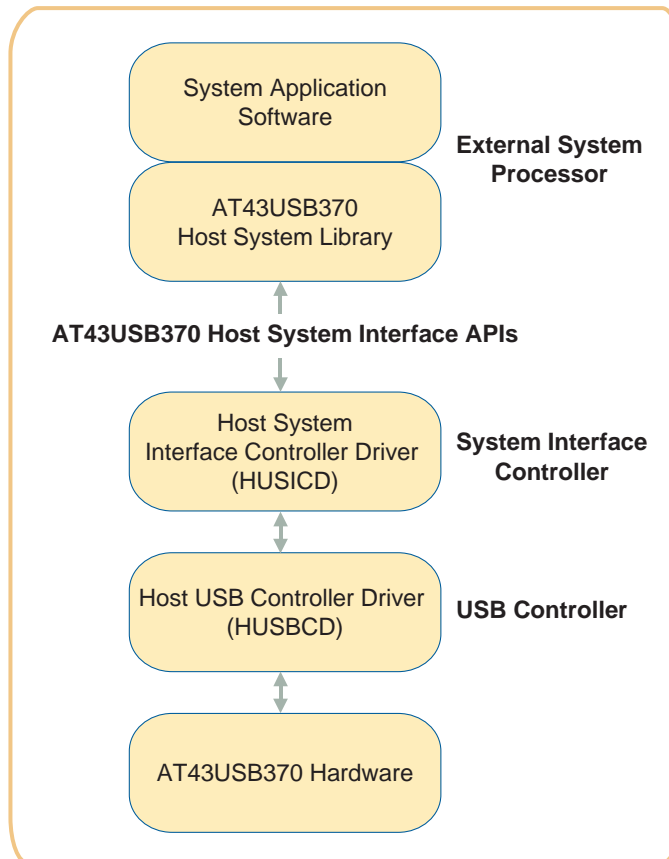 System Application
Software
External System
Processor
AT43USB370
Host System Library
AT43USB370 Host System Interface APIs
Host System
Interface Controller Driver
(HUSICD)
System Interface
Controller
Host USB Controller Driver
(HUSBCD)
USB Controller
AT43USB370 Hardware